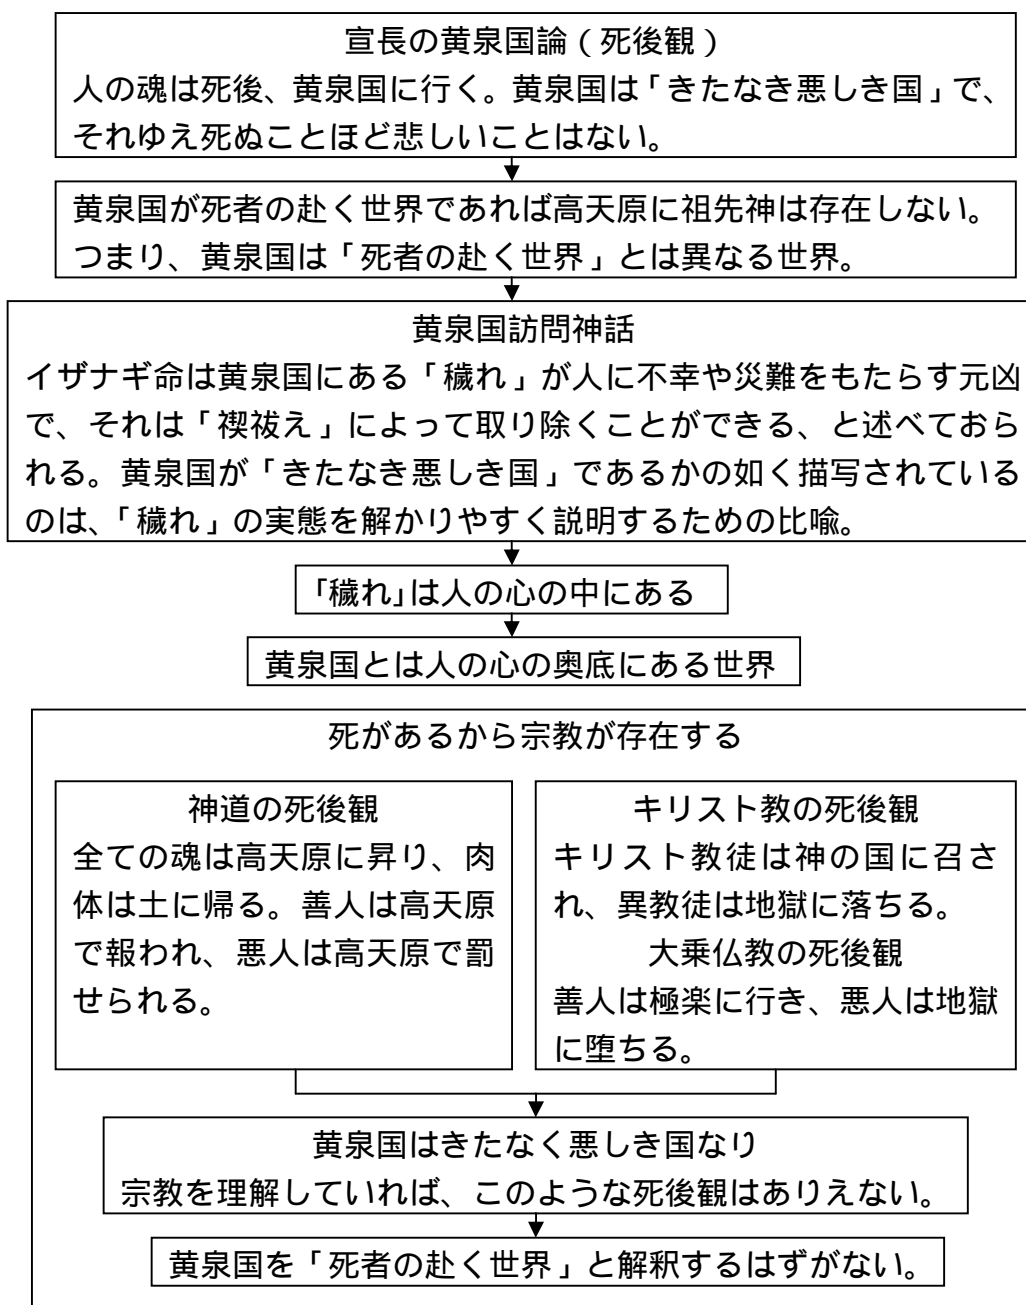 宣長の黄泉国論（死後観）
人の魂は死後、黄泉国に行く。黄泉国は「きたなき悪しき国」で、
それゆえ死ぬことほど悲しいことはない。
黄泉国が死者の赴く世界であれば高天原に祖先神は存在しない。
つまり、黄泉国は「死者の赴く世界」とは異なる世界。
黄泉国訪問神話
イザナギ命は黄泉国にある「穢れ」が人に不幸や災難をもたらす元凶
で、それは「禊祓え」によって取り除くことができる、と述べておら
れる。黄泉国が「きたなき悪しき国」であるかの如く描写されている
のは、「穢れ」の実態を解かりやすく説明するための比喩。
「穢れ」は人の心の中にある
黄泉国とは人の心の奥底にある世界
死があるから宗教が存在する
神道の死後観
全ての魂は高天原に昇り、肉
体は土に帰る。善人は高天原
で報われ、悪人は高天原で罰
せられる。
キリスト教の死後観
キリスト教徒は神の国に召さ
れ、異教徒は地獄に落ちる。
大乗仏教の死後観
善人は極楽に行き、悪人は地獄
に堕ちる。
黄泉国はきたなく悪しき国なり
宗教を理解していれば、このような死後観はありえない。
黄泉国を「死者の赴く世界」と解釈するはずがない。